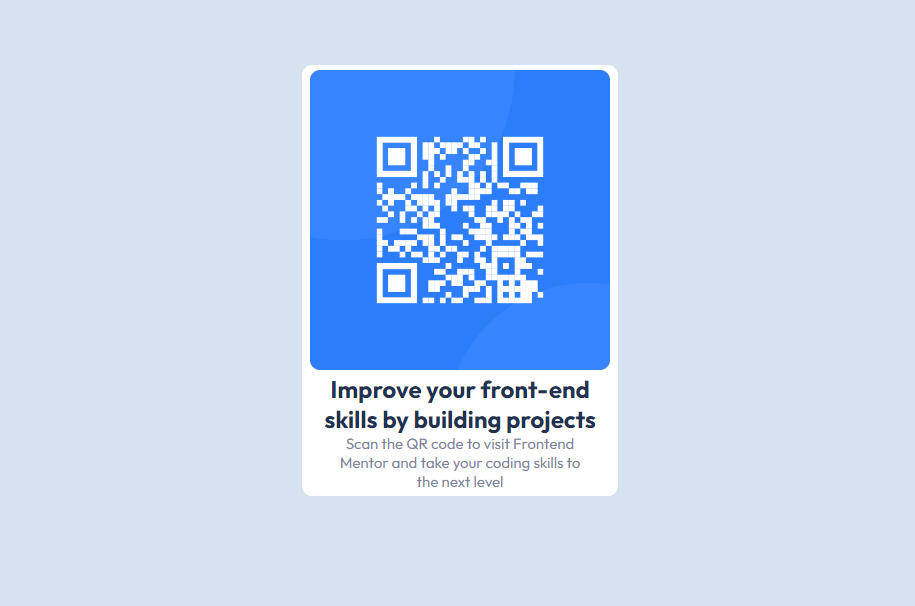 Improve your front-end
skills by building projects
Scan the QR code to visit Frontend
Mentor and take your coding skills to
the next level